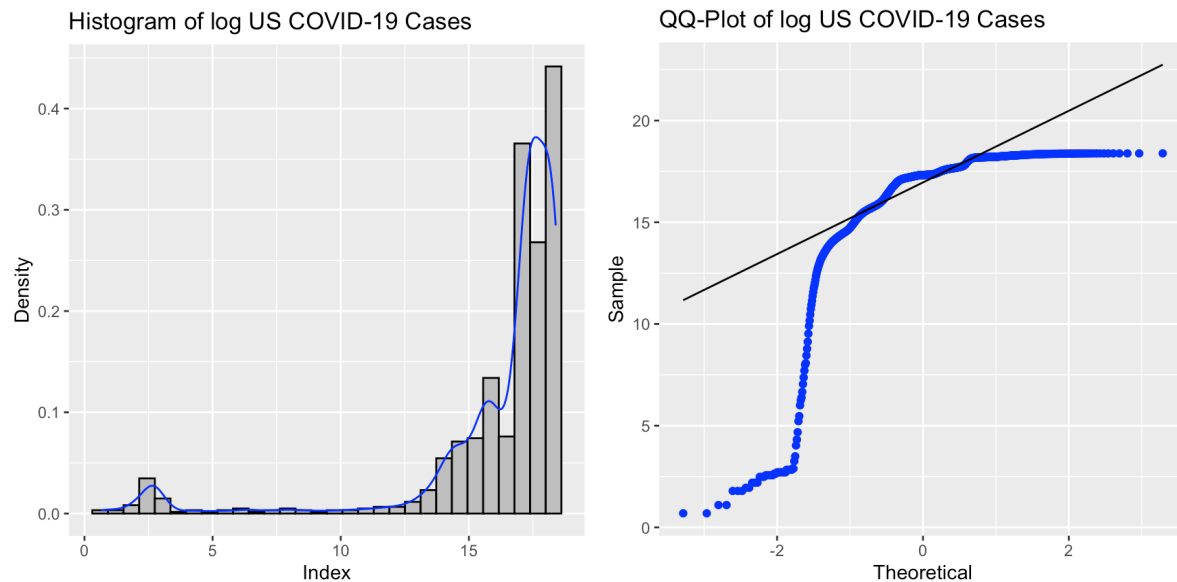 Histogram of log US COVID-19 Cases
Density
0.4
0.3
0.2
0.1
0.0
0 5 10 15
Index
QQ-Plot of log US COVID-19 Cases
Sample
20
15
10
5
0
-2 0 2
Theoretical